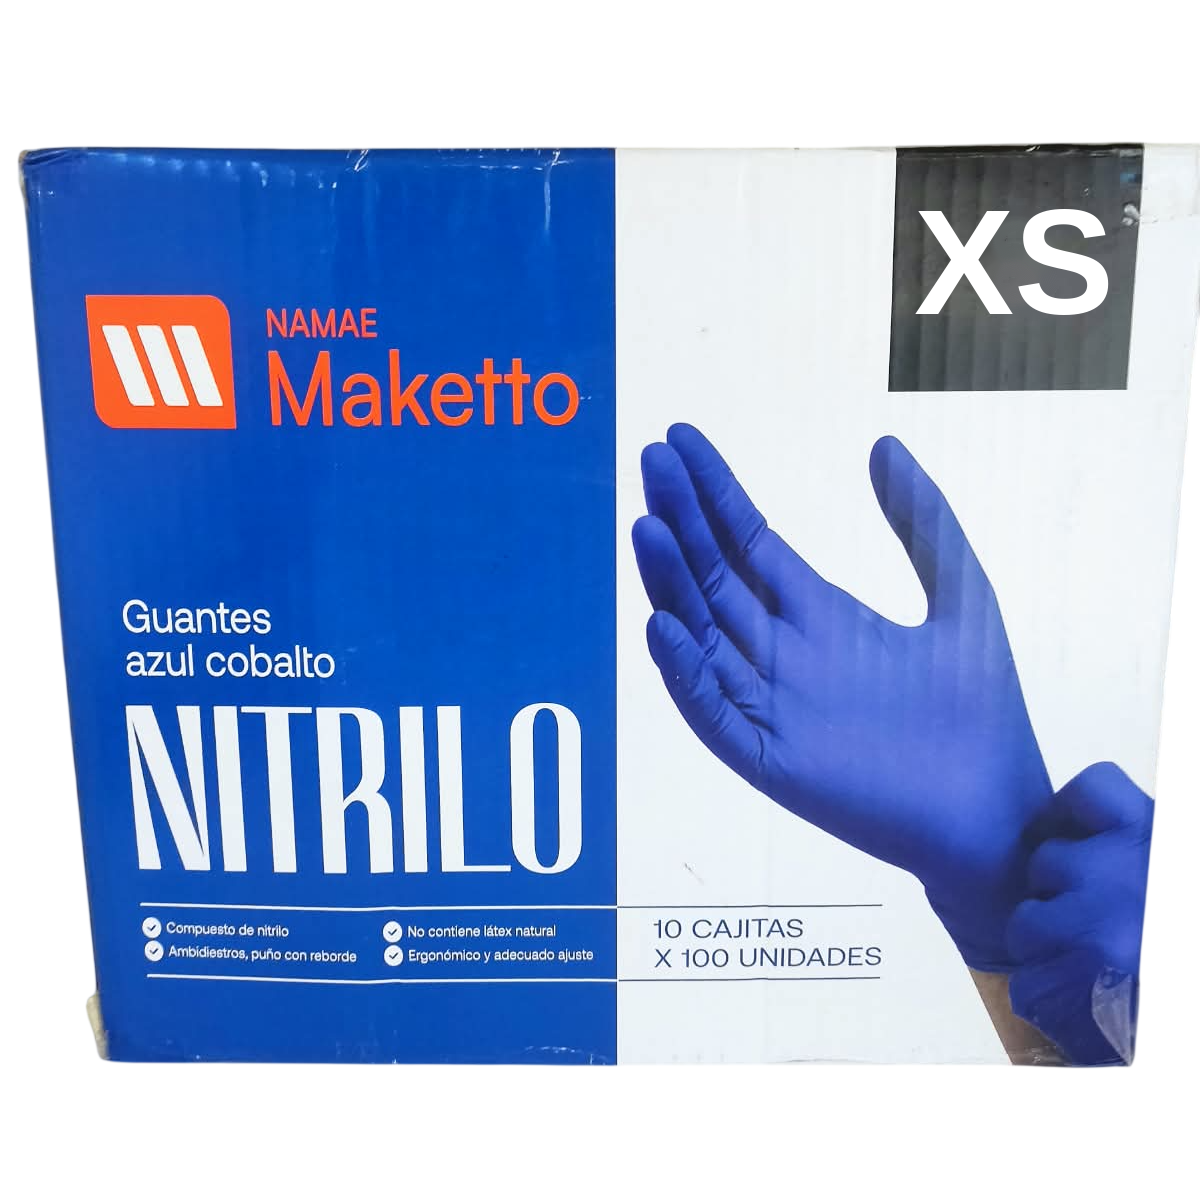 XS
NAMAE
Maketto
Guantes
azul cobalto
NITRILO
Compuesto de nitrilo
Ambidiestros, puño con reborde
No contiene látex natural
Ergonómico y adecuado ajuste
10 CAJITAS
X 100 UNIDADES